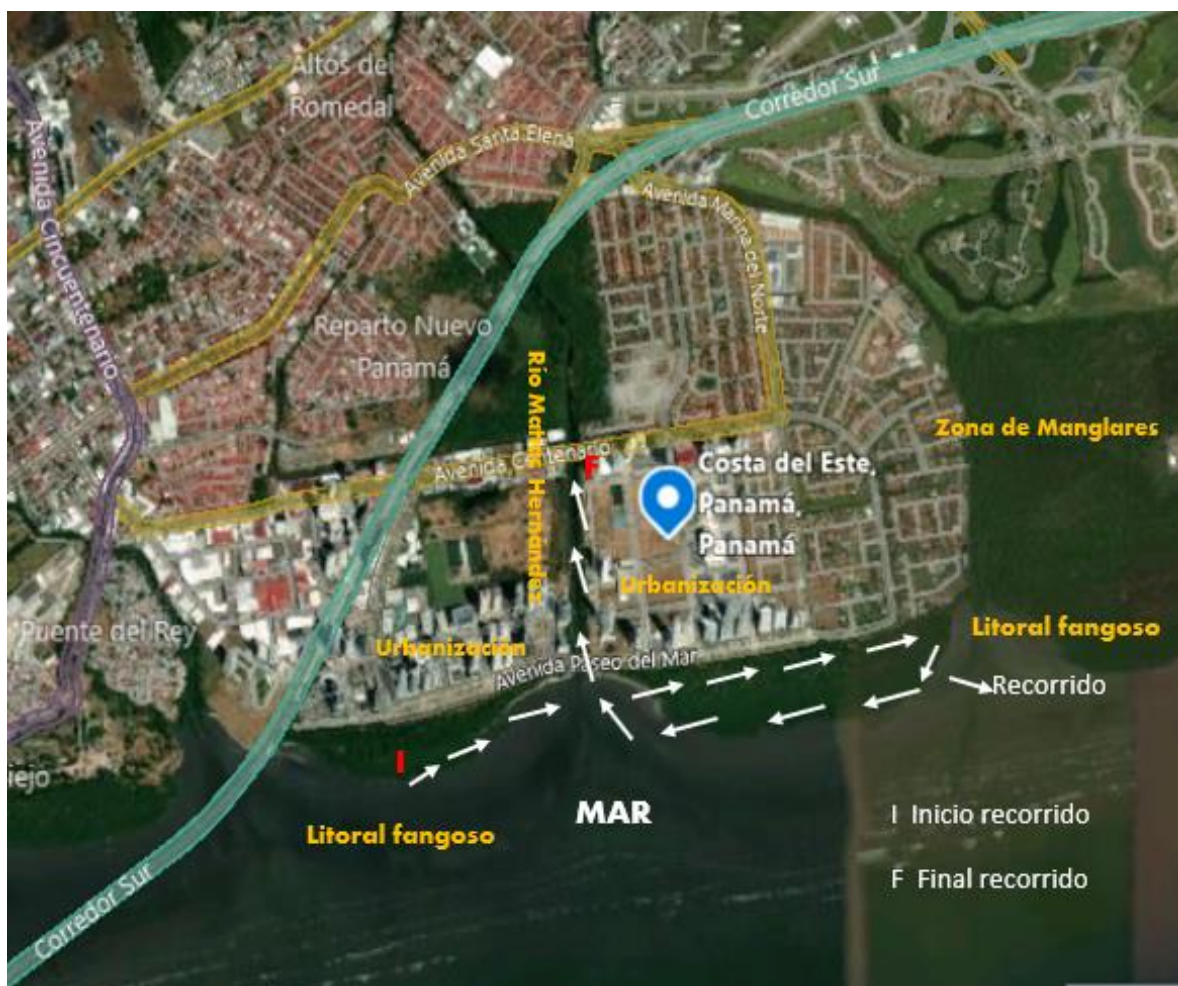 Altos del
Romedal
Corredor Sur
Avenida Santa Elena
Avenida Cincuentenario
Avenida Marina del Norte
Reparto Nuevo
Panamá
Río Matías Hernández
Zona de Manglares
Avenida Centenario
F
Costa del Este,
Panamá,
Panamá
Urbanización
Puente del Rey
Urbanización
Litoral fangoso
Avenida Paseo del Mar
Recorrido
I
iejo
MAR
I Inicio recorrido
Litoral fangoso
F Final recorrido
Corredor Sur